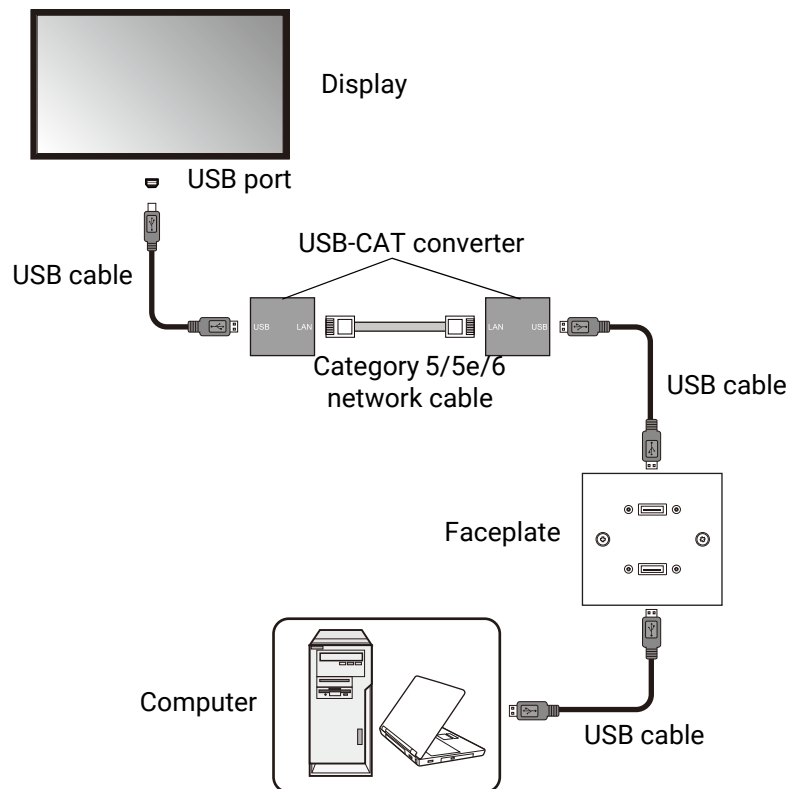 Display
USB port
USB-CAT converter
USB cable
USB LAN
LAN USB
Category 5/5e/6
network cable
USB cable
Faceplate
Computer
USB cable